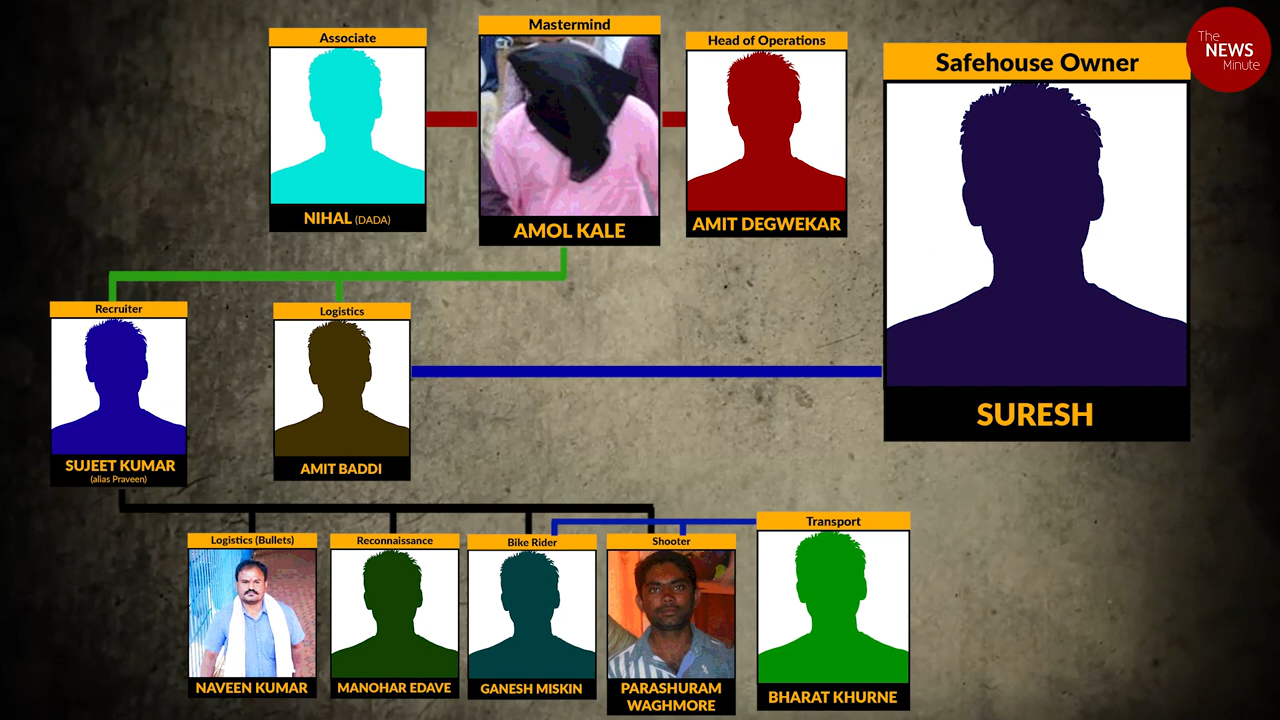 The
NEWS
Minute
Associate
NIHAL (DADA)
Mastermind
AMOL KALE
Head of Operations
AMIT DEGWEKAR
Safehouse Owner
SURESH
Recruiter
SUJEET KUMAR
(alias Praveen)
Logistics
AMIT BADDI
Logistics (Bullets)
NAVEEN KUMAR
Reconnaissance
MANOHAR EDAVE
Bike Rider
GANESH MISKIN
Shooter
PARASHURAM
WAGHMORE
Transport
BHARAT KHURNE